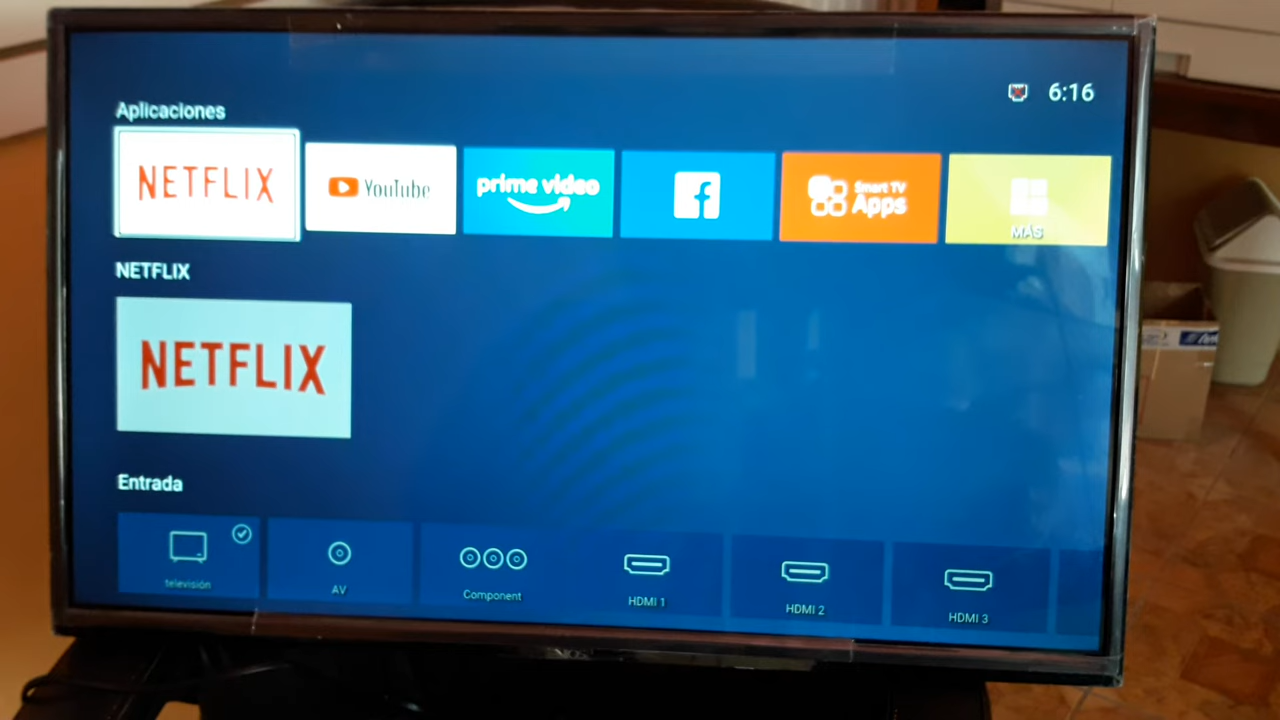 6:16
Aplicaciones
NETFLIX
YouTube
prime video
f
Smart TV
Apps
MÁS
NETFLIX
NETFLIX
Entrada
televisión
AV
Component
HDMI 1
HDMI 2
HDMI 3